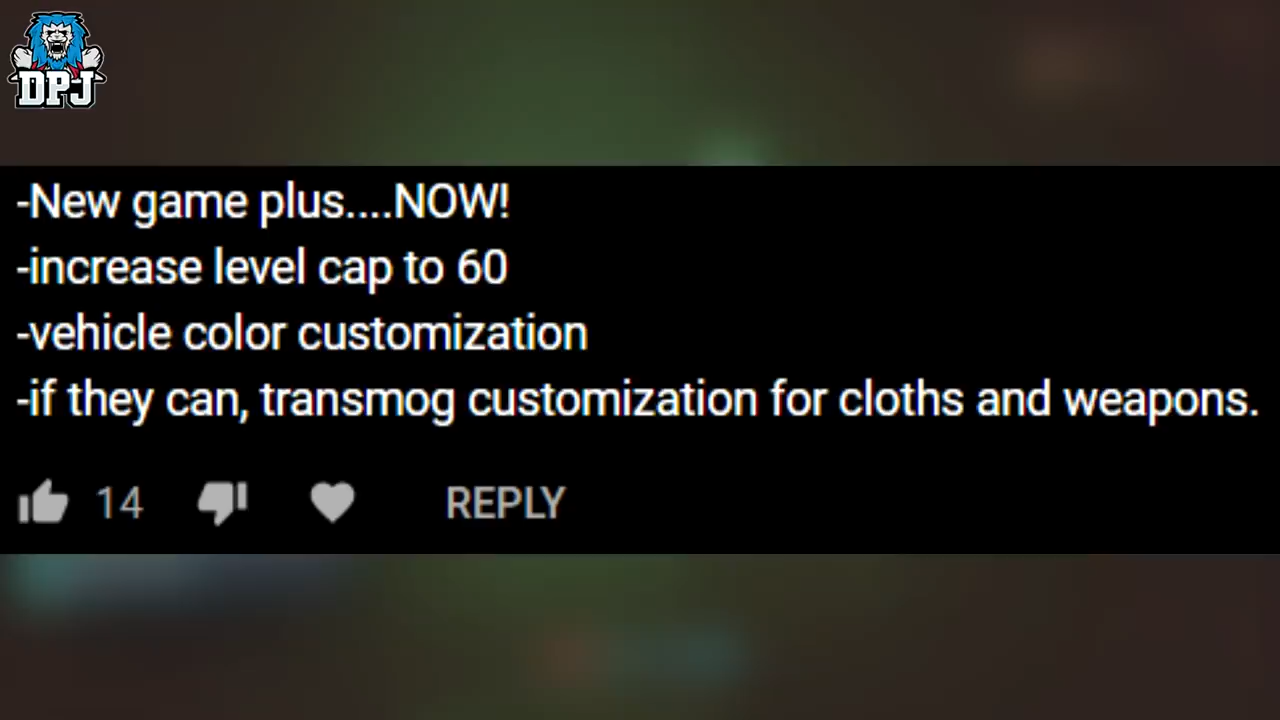 DPJ
-New game plus....NOW!
-increase level cap to 60
-vehicle color customization
-if they can, transmog customization for cloths and weapons.
14 REPLY